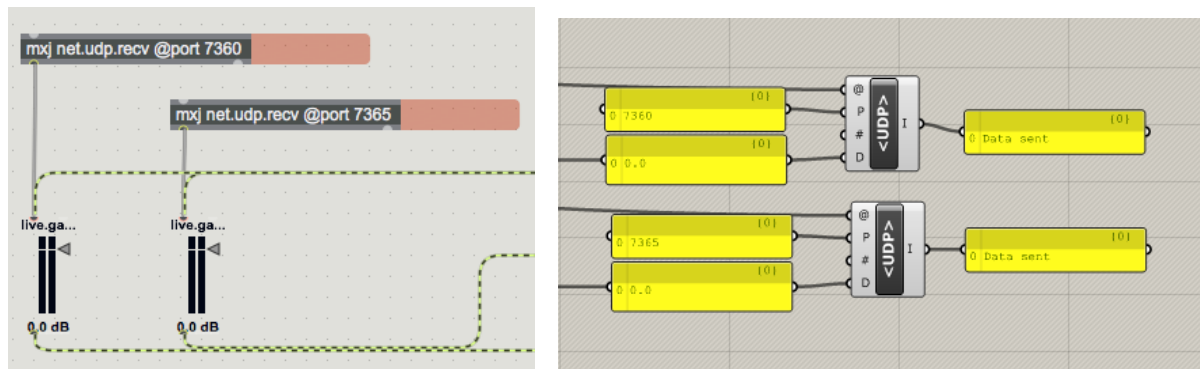 mxj net.udp.recv @port 7360
mxj net.udp.recv @port 7365
live.ga... live.ga...
0.0 dB 0.0 dB
{0}
0 7360
{0}
0 0.0
@
P
#
D
<UDP>
I
{0}
0 Data sent
{0}
0 7365
{0}
0 0.0
@
P
#
D
<UDP>
I
{0}
0 Data sent